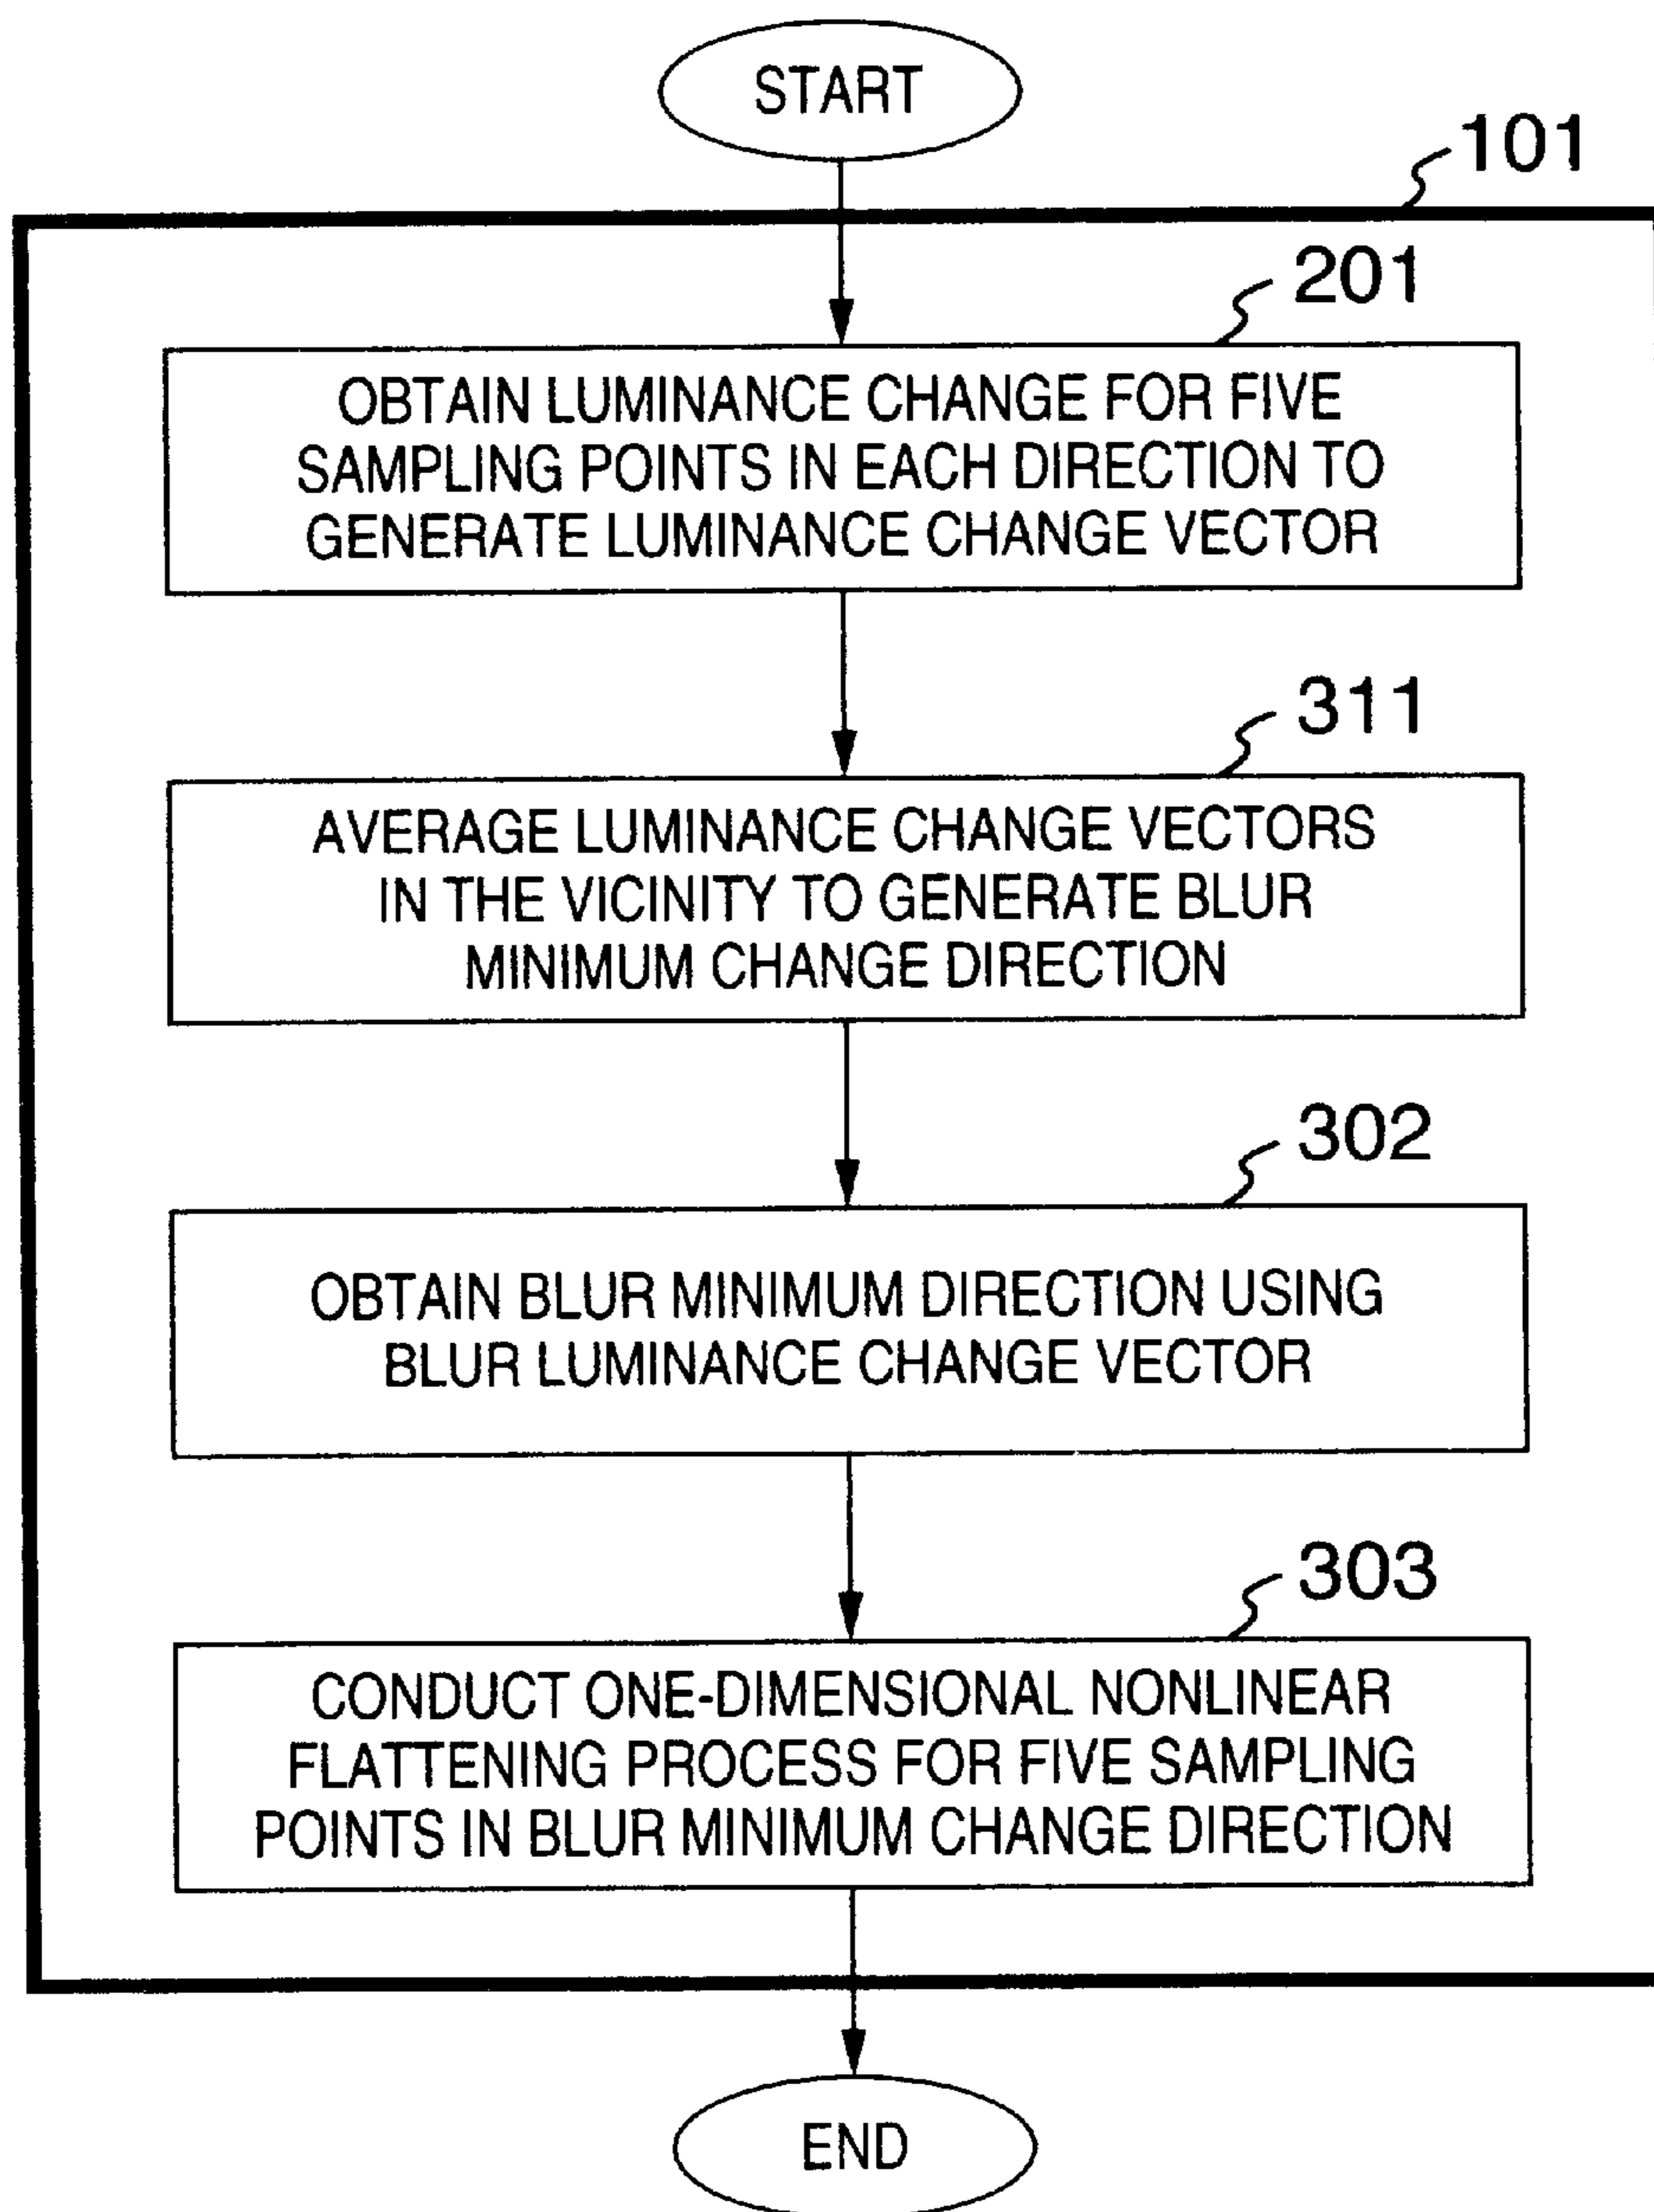 START
101
201
OBTAIN LUMINANCE CHANGE FOR FIVE
SAMPLING POINTS IN EACH DIRECTION TO
GENERATE LUMINANCE CHANGE VECTOR
311
AVERAGE LUMINANCE CHANGE VECTORS
IN THE VICINITY TO GENERATE BLUR
MINIMUM CHANGE DIRECTION
302
OBTAIN BLUR MINIMUM DIRECTION USING
BLUR LUMINANCE CHANGE VECTOR
303
CONDUCT ONE-DIMENSIONAL NONLINEAR
FLATTENING PROCESS FOR FIVE SAMPLING
POINTS IN BLUR MINIMUM CHANGE DIRECTION
END